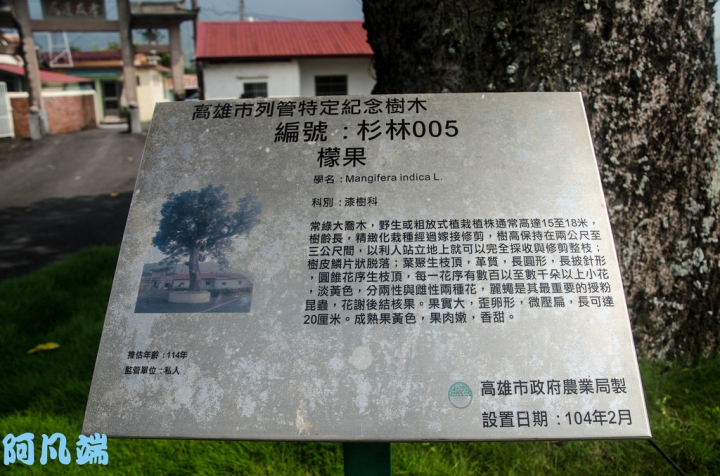 高雄市列管特定紀念樹木
編號：杉林005
檬果
學名：Mangifera indica L.
科別：漆樹科
常綠大喬木，野生或粗放式植栽植株通常高達15至18米，
樹齡長，精緻化栽種經過嫁接修剪，樹高保持在兩公尺至
三公尺間，以利人站立地上就可以完全採收與修剪整枝；
樹皮鱗片狀脫落；葉聚生枝頂，革質，長圓形，長披針形
，圓錐花序生枝頂，每一花序有數百以至數千朵以上小花
，淡黃色，分兩性與雌性兩種花，麗蠅是其最重要的授粉
昆蟲，花謝後結核果。果實大，歪卵形，微壓扁，長可達
20厘米。成熟果黃色，果肉嫩，香甜。
推估年齡：114年
監管單位：私人
高雄市政府農業局製
設置日期：104年2月
阿凡端